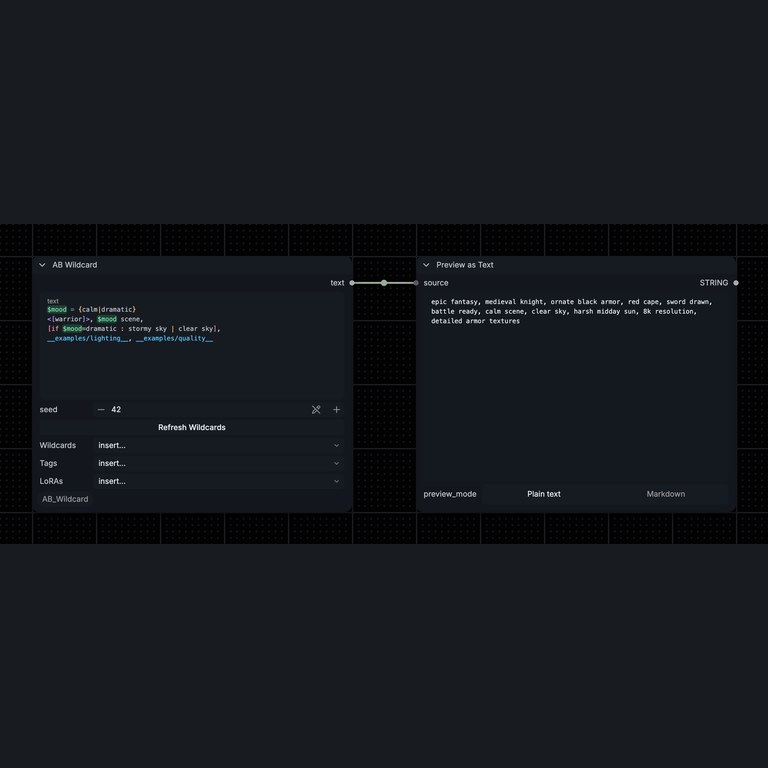 AB Wildcard
text
text
$mood = {calm|dramatic}
<[warrior]>, $mood scene,
[if $mood=dramatic : stormy sky | clear sky],
__examples/lighting__, __examples/quality__
seed
42
Refresh Wildcards
Wildcards insert...
Tags insert...
LoRAs insert...
AB_Wildcard
Preview as Text
source STRING
epic fantasy, medieval knight, ornate black armor, red cape, sword drawn,
battle ready, calm scene, clear sky, harsh midday sun, 8k resolution,
detailed armor textures
preview_mode Plain text Markdown